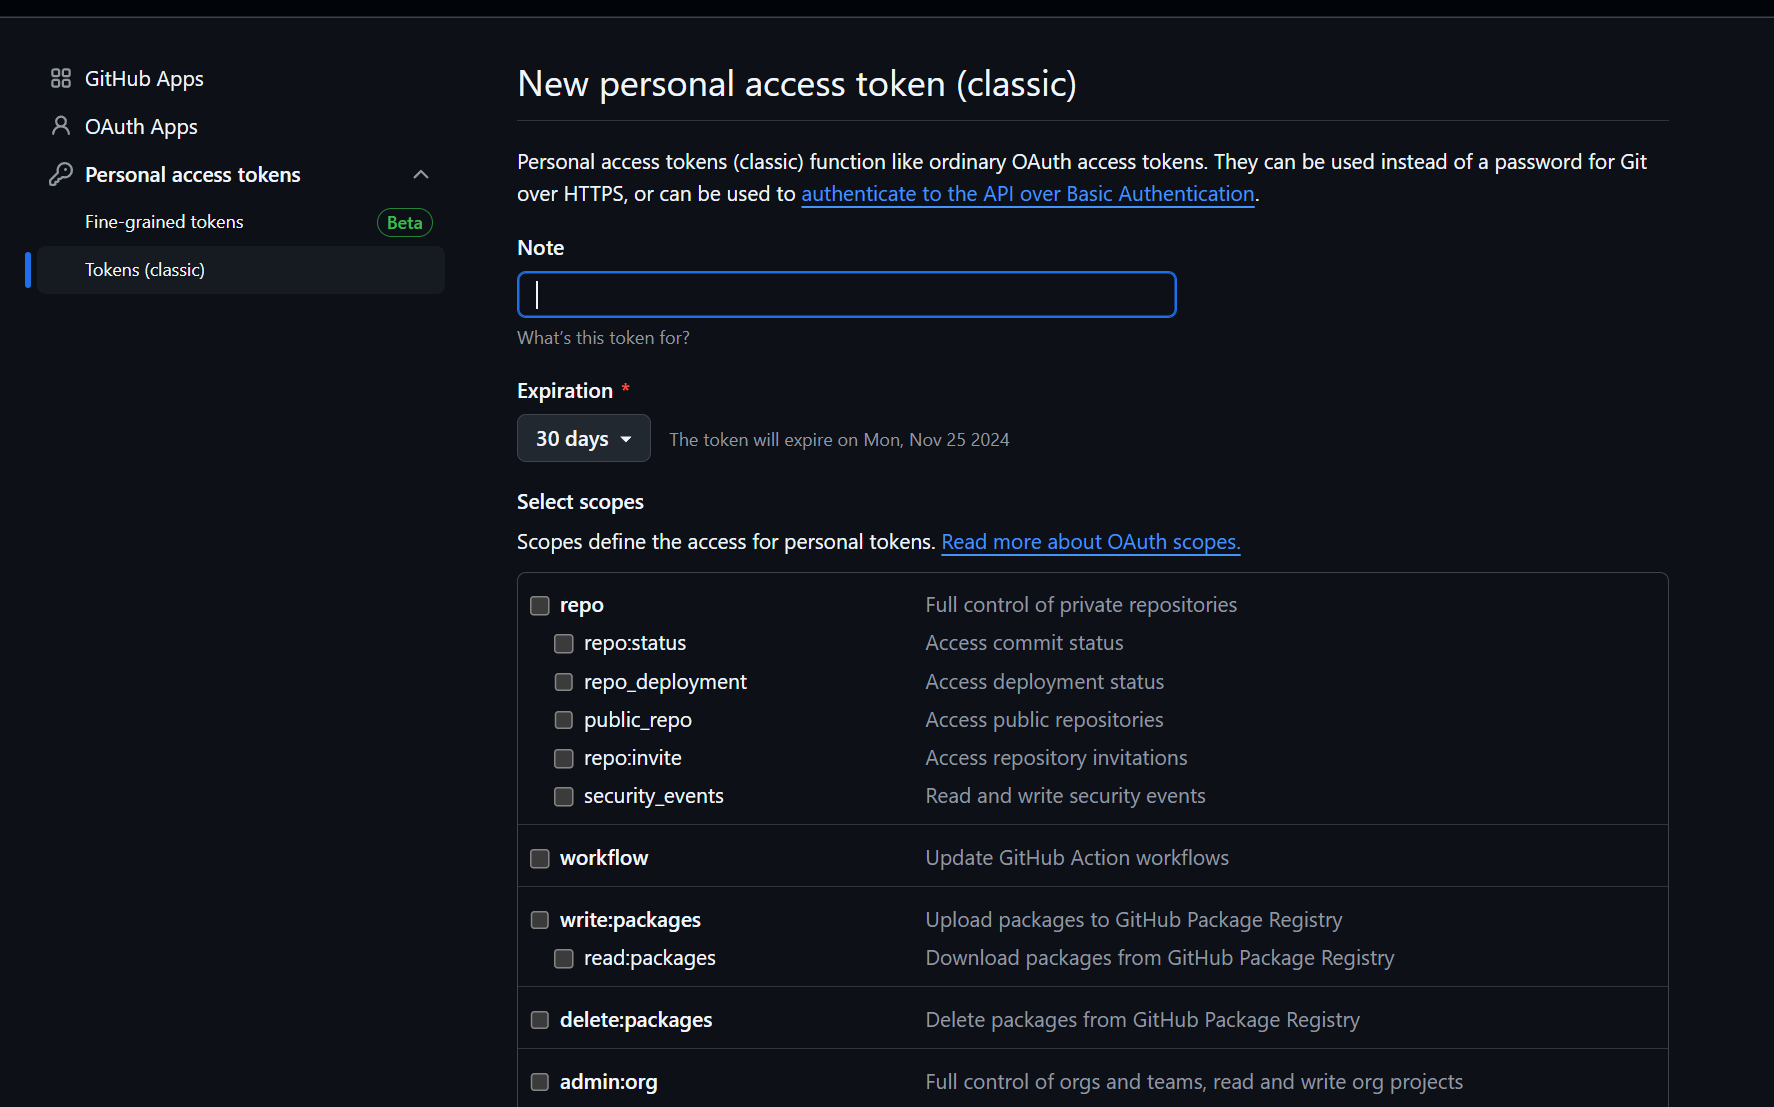 GitHub Apps
OAuth Apps
Personal access tokens
Fine-grained tokens
Beta
Tokens (classic)
New personal access token (classic)
Personal access tokens (classic) function like ordinary OAuth access tokens. They can be used instead of a password for Git
over HTTPS, or can be used to authenticate to the API over Basic Authentication.
Note
What's this token for?
Expiration *
30 days
The token will expire on Mon, Nov 25 2024
Select scopes
Scopes define the access for personal tokens. Read more about OAuth scopes.
repo Full control of private repositories
repo:status Access commit status
repo_deployment Access deployment status
public_repo Access public repositories
repo:invite Access repository invitations
security_events Read and write security events
workflow Update GitHub Action workflows
write:packages Upload packages to GitHub Package Registry
read:packages Download packages from GitHub Package Registry
delete:packages Delete packages from GitHub Package Registry
admin:org Full control of orgs and teams, read and write org projects